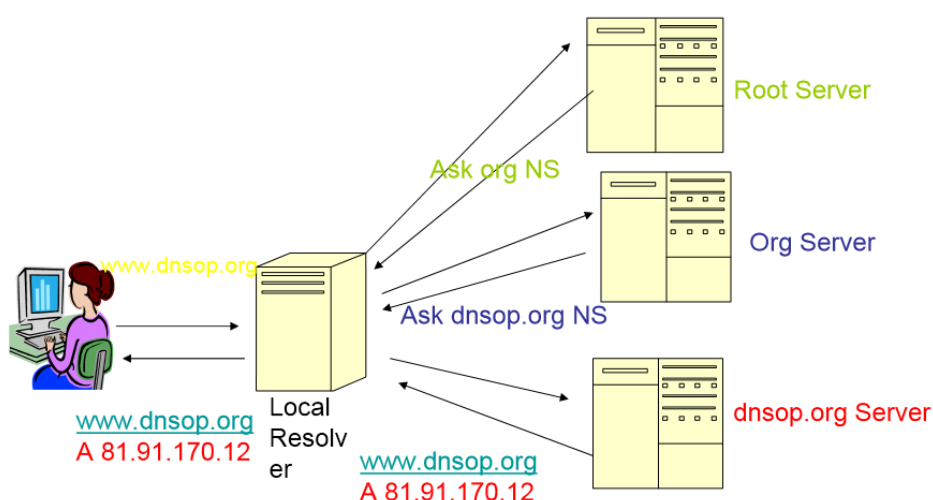 Root Server
Ask org NS
Org Server
www.dnsop.org
Ask dnsop.org NS
Local
Resolv
er
dnsop.org Server
www.dnsop.org
A 81.91.170.12
www.dnsop.org
A 81.91.170.12